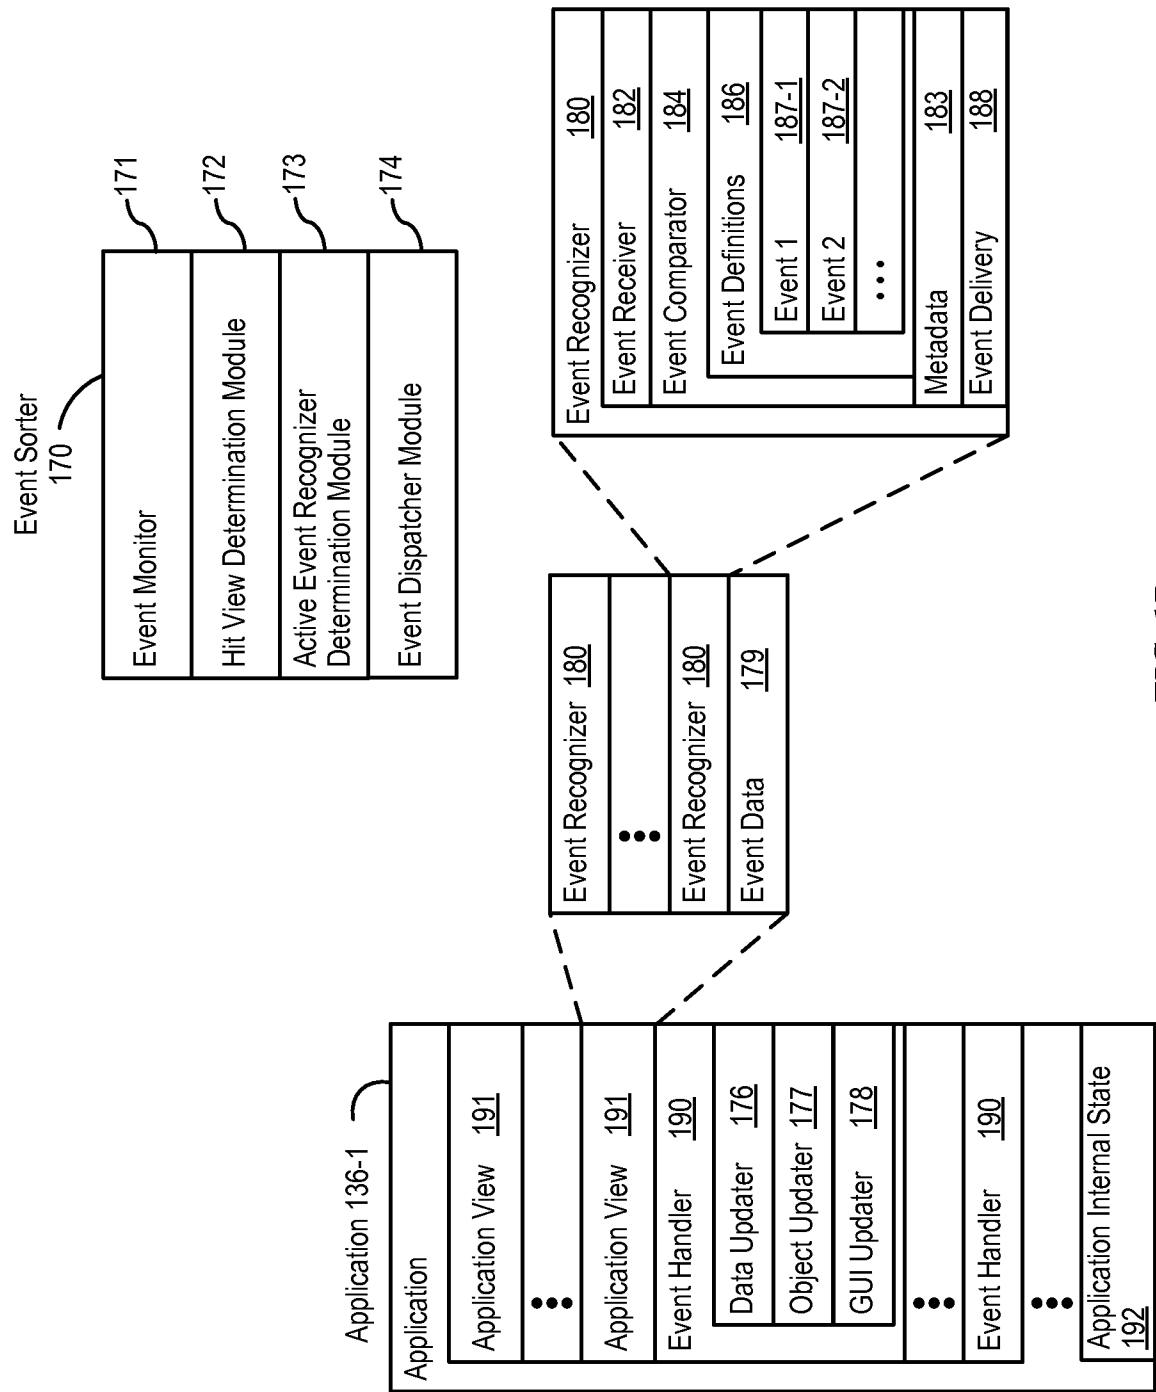 Event Sorter
170
Event Monitor
171
Hit View Determination Module
172
Active Event Recognizer
Determination Module
173
Event Dispatcher Module
174
Application 136-1
Application
Application View 191
Application View 191
Event Handler 190
Data Updater 176
Object Updater 177
GUI Updater 178
Event Handler 190
Application Internal State
192
Event Recognizer 180
Event Recognizer 180
Event Data 179
Event Recognizer 180
Event Receiver 182
Event Comparator 184
Event Definitions 186
Event 1 187-1
Event 2 187-2
Metadata 183
Event Delivery 188